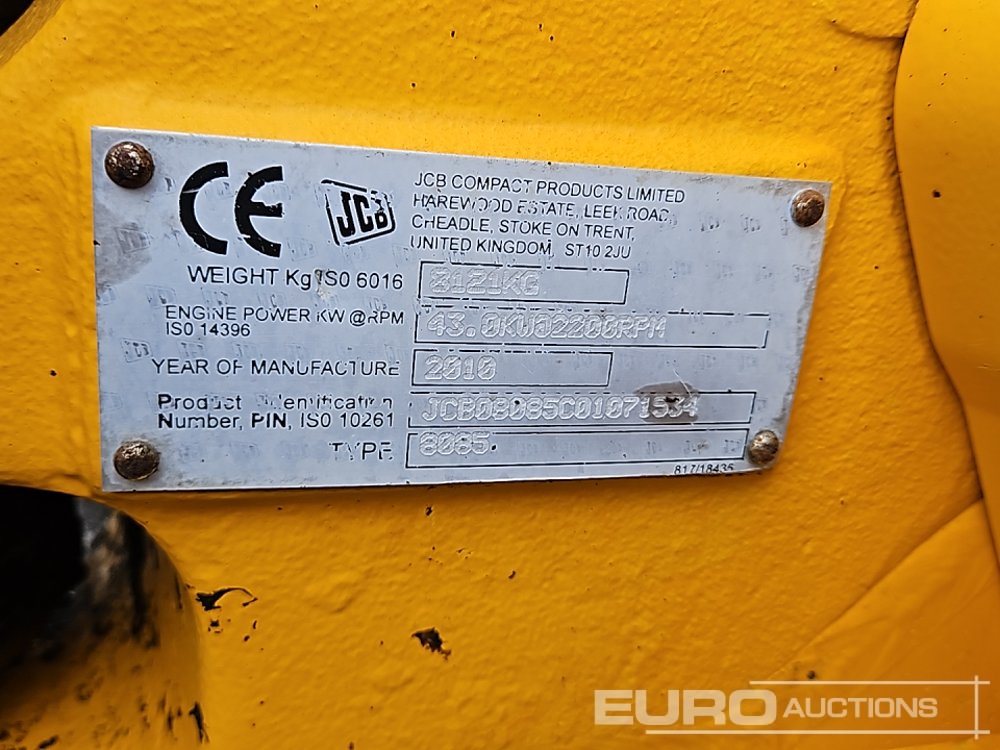 CE
JCB
JCB COMPACT PRODUCTS LIMITED
HAREWOOD ESTATE, LEEK ROAD,
CHEADLE, STOKE ON TRENT,
UNITED KINGDOM, ST10 2JU
WEIGHT Kg ISO 6016
8121KG
ENGINE POWER KW @RPM
ISO 14396
43.0KW@2200RPM
YEAR OF MANUFACTURE
2010
Product Identification
Number, PIN, ISO 10261
JCB08085C01071534
TYPE
8085
817/18435
EURO AUCTIONS